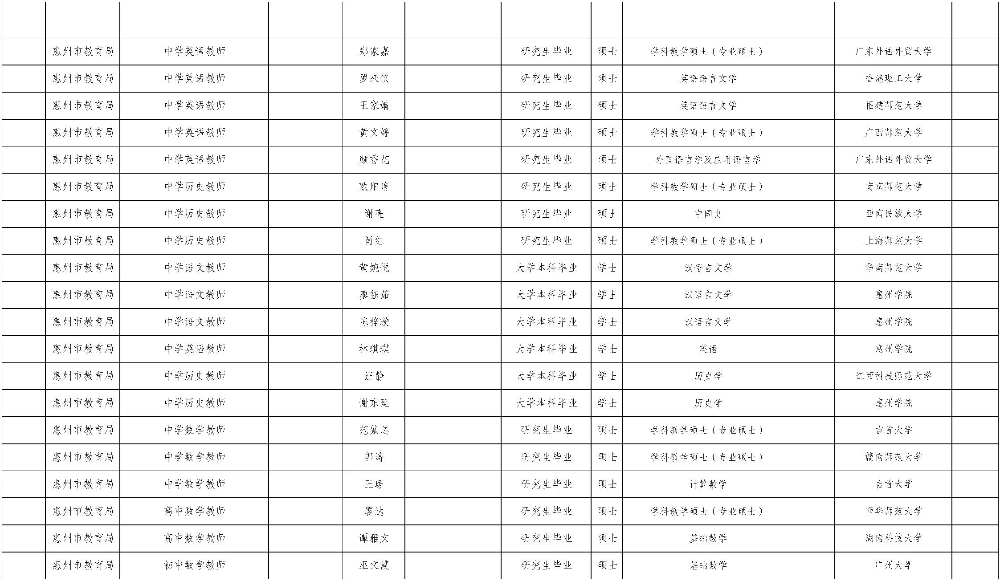 惠州市教育局 中学英语教师 郑家嘉 研究生毕业 硕士 学科教学硕士（专业硕士） 广东外语外贸大学
惠州市教育局 中学英语教师 罗来仪 研究生毕业 硕士 英语语言文学 香港理工大学
惠州市教育局 中学英语教师 王家婧 研究生毕业 硕士 英语语言文学 福建师范大学
惠州市教育局 中学英语教师 黄文婷 研究生毕业 硕士 学科教学硕士（专业硕士） 广西师范大学
惠州市教育局 中学英语教师 颜香花 研究生毕业 硕士 外国语言学及应用语言学 广东外语外贸大学
惠州市教育局 中学历史教师 欧阳晴 研究生毕业 硕士 学科教学硕士（专业硕士） 南京师范大学
惠州市教育局 中学历史教师 谢亮 研究生毕业 硕士 中国史 西南民族大学
惠州市教育局 中学历史教师 肖红 研究生毕业 硕士 学科教学硕士（专业硕士） 上海师范大学
惠州市教育局 中学语文教师 黄婉悦 大学本科毕业 学士 汉语言文学 华南师范大学
惠州市教育局 中学语文教师 廖钰茹 大学本科毕业 学士 汉语言文学 惠州学院
惠州市教育局 中学语文教师 陈梓璇 大学本科毕业 学士 汉语言文学 惠州学院
惠州市教育局 中学英语教师 林琪琪 大学本科毕业 学士 英语 惠州学院
惠州市教育局 中学历史教师 汪静 大学本科毕业 学士 历史学 江西科技师范大学
惠州市教育局 中学历史教师 谢东廷 大学本科毕业 学士 历史学 惠州学院
惠州市教育局 中学数学教师 范紫芯 研究生毕业 硕士 学科教学硕士（专业硕士） 吉首大学
惠州市教育局 中学数学教师 郭涛 研究生毕业 硕士 学科教学硕士（专业硕士） 赣南师范大学
惠州市教育局 中学数学教师 王珺 研究生毕业 硕士 计算数学 吉首大学
惠州市教育局 高中数学教师 廖达 研究生毕业 硕士 学科教学硕士（专业硕士） 西华师范大学
惠州市教育局 高中数学教师 谭雅文 研究生毕业 硕士 基础数学 湖南科技大学
惠州市教育局 初中数学教师 巫文霞 研究生毕业 硕士 基础数学 广州大学